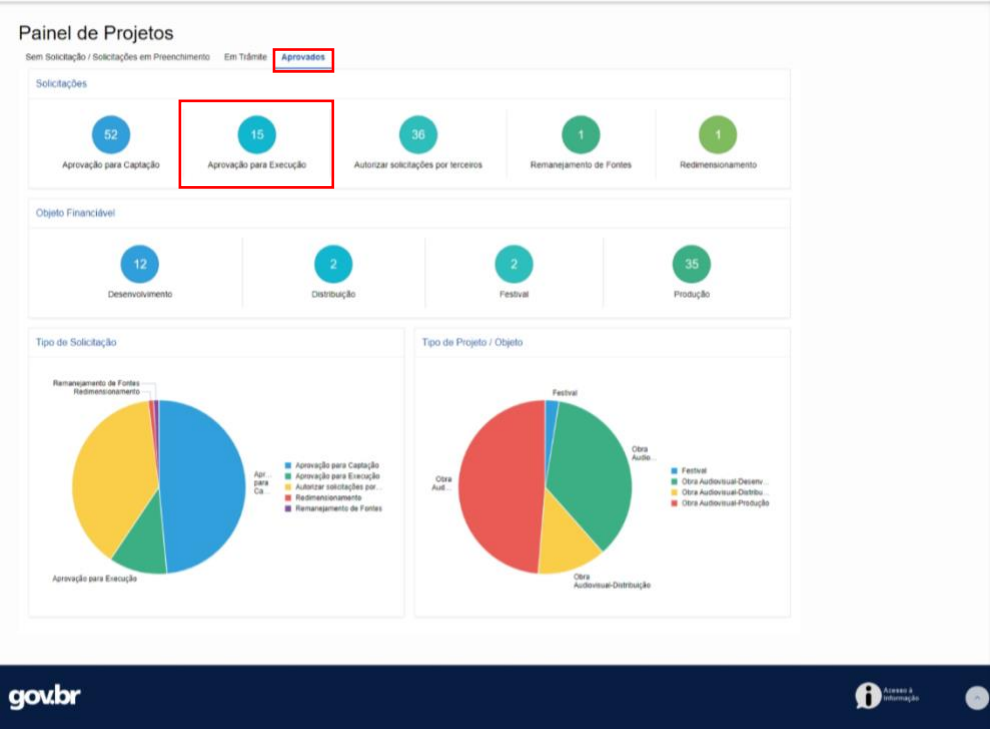 Painel de Projetos
Sem Solicitação / Solicitações em Preenchimento Em Trâmite Aprovados
Solicitações
52 15 36 1 1
Aprovação para Captação Aprovação para Execução Autorizar solicitações por terceiros Remanejamento de Fontes Redimensionamento
Objeto Financiável
12 2 2 35
Desenvolvimento Distribuição Festival Produção
Tipo de Solicitação
Remanejamento de Fontes
Redimensionamento
Apr...
para
Ca...
Aprovação para Execução
Aprovação para Captação
Aprovação para Execução
Autorizar solicitações por...
Redimensionamento
Remanejamento de Fontes
Tipo de Projeto / Objeto
Festival
Obra
Audio...
Obra
Aud...
Obra
Audiovisual-Distribuição
Festival
Obra Audiovisual-Desenv...
Obra Audiovisual-Distribu...
Obra Audiovisual-Produção
gov.br
Acesso à
Informação